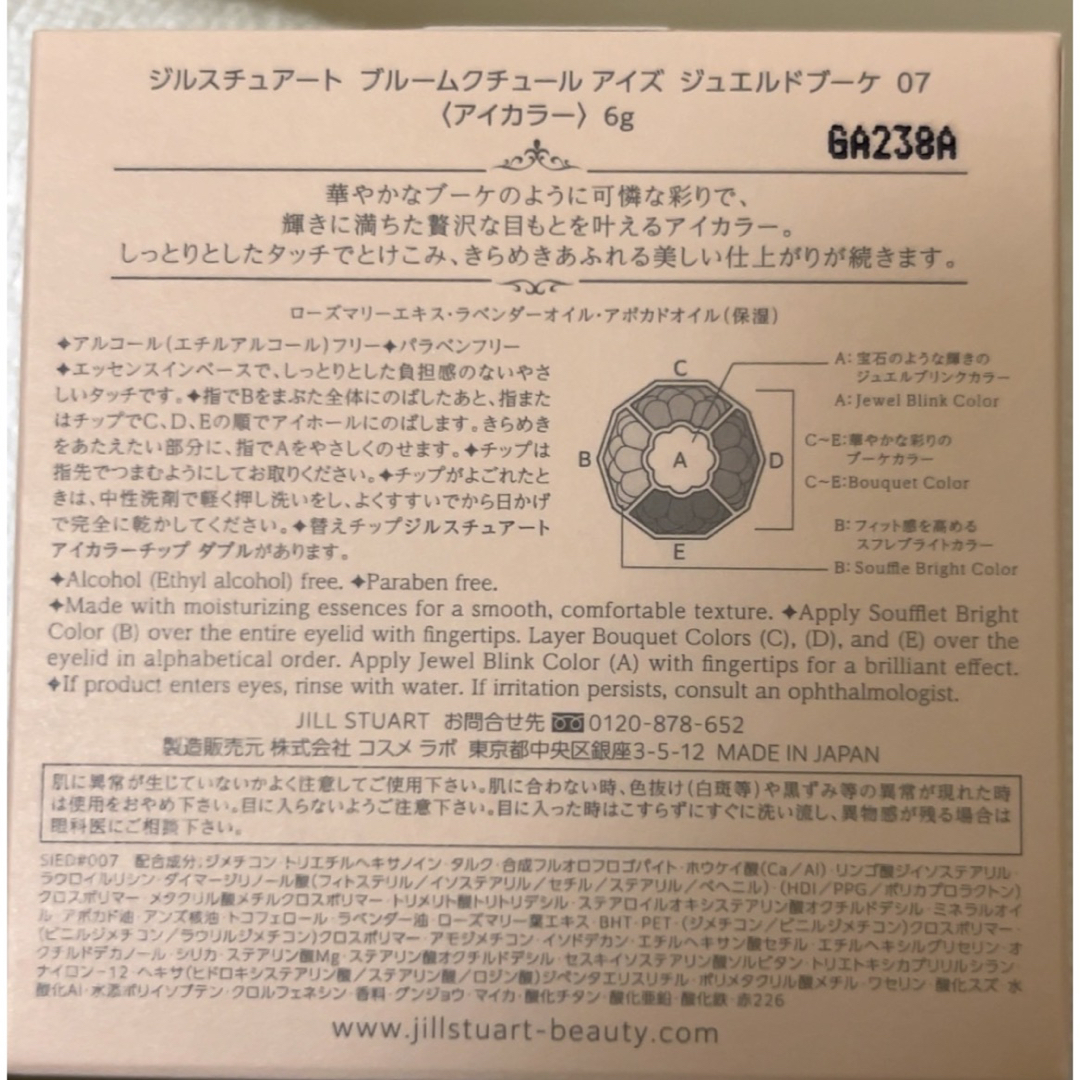 ジルスチュアート ブルームクチュール アイズ ジュエルドブーケ 07
〈アイカラー〉 6g
GA238A
華やかなブーケのように可憐な彩りで、
輝きに満ちた贅沢な目もとを叶えるアイカラー。
しっとりとしたタッチでとけこみ、きらめきあふれる美しい仕上がりが続きます。
ローズマリーエキス・ラベンダーオイル・アボカドオイル（保湿）
✦アルコール（エチルアルコール）フリー✦パラベンフリー
✦エッセンスインベースで、しっとりとした負担感のないやさ
しいタッチです。✦指でBをまぶた全体にのばしたあと、指また
はチップでC、D、Eの順でアイホールにのばします。きらめき
をあたえたい部分に、指でAをやさしくのせます。✦チップは
指先でつまむようにしてお取りください。✦チップがよごれたと
きは、中性洗剤で軽く押し洗いをし、よくすすいでから日かげ
で完全に乾かしてください。✦替えチップジルスチュアート
アイカラーチップ ダブルがあります。
C
B
A
D
E
A：宝石のような輝きの
ジュエルブリンクカラー
A：Jewel Blink Color
C～E：華やかな彩りの
ブーケカラー
C～E：Bouquet Color
B：フィット感を高める
スフレブライトカラー
B：Souffle Bright Color
✦Alcohol (Ethyl alcohol) free. ✦Paraben free.
✦Made with moisturizing essences for a smooth, comfortable texture. ✦Apply Soufflet Bright
Color (B) over the entire eyelid with fingertips. Layer Bouquet Colors (C), (D), and (E) over the
eyelid in alphabetical order. Apply Jewel Blink Color (A) with fingertips for a brilliant effect.
✦If product enters eyes, rinse with water. If irritation persists, consult an ophthalmologist.
JILL STUART お問合せ先 0120-878-652
製造販売元 株式会社 コスメ ラボ 東京都中央区銀座3-5-12 MADE IN JAPAN
肌に異常が生じていないかよく注意してご使用下さい。肌に合わない時、色抜け（白斑等）や黒ずみ等の異常が現れた時
は使用をおやめ下さい。目に入らないようご注意下さい。目に入った時はこすらずにすぐに洗い流し、異物感が残る場合は
眼科医にご相談下さい。
SIED#007 配合成分：ジメチコン・トリエチルヘキサノイン・タルク・合成フルオロフロゴパイト・ホウケイ酸（Ca／Al）・リンゴ酸ジイソステアリル・
ラウロイルリシン・ダイマージリノール酸（フィトステリル／イソステアリル／セチル／ステアリル／ベヘニル）・（HDI／PPG／ポリカプロラクトン）
クロスポリマー・メタクリル酸メチルクロスポリマー・トリメリト酸トリトリデシル・ステアロイルオキシステアリン酸オクチルドデシル・ミネラルオイ
ル・アボカド油・アンズ核油・トコフェロール・ラベンダー油・ローズマリー葉エキス・BHT・PET・（ジメチコン／ビニルジメチコン）クロスポリマー・
（ビニルジメチコン／ラウリルジメチコン）クロスポリマー・アモジメチコン・イソドデカン・エチルヘキサン酸セチル・エチルヘキシルグリセリン・オ
クチルドデカノール・シリカ・ステアリン酸Mg・ステアリン酸オクチルドデシル・セスキイソステアリン酸ソルビタン・トリエトキシカプリリルシラン・
ナイロン-12・ヘキサ（ヒドロキシステアリン酸／ステアリン酸／ロジン酸）ジペンタエリスリチル・ポリメタクリル酸メチル・ワセリン・酸化スズ・水
酸化Al・水添ポリイソブテン・クロルフェネシン・香料・グンジョウ・マイカ・酸化チタン・酸化亜鉛・酸化鉄・赤226
www.jillstuart-beauty.com